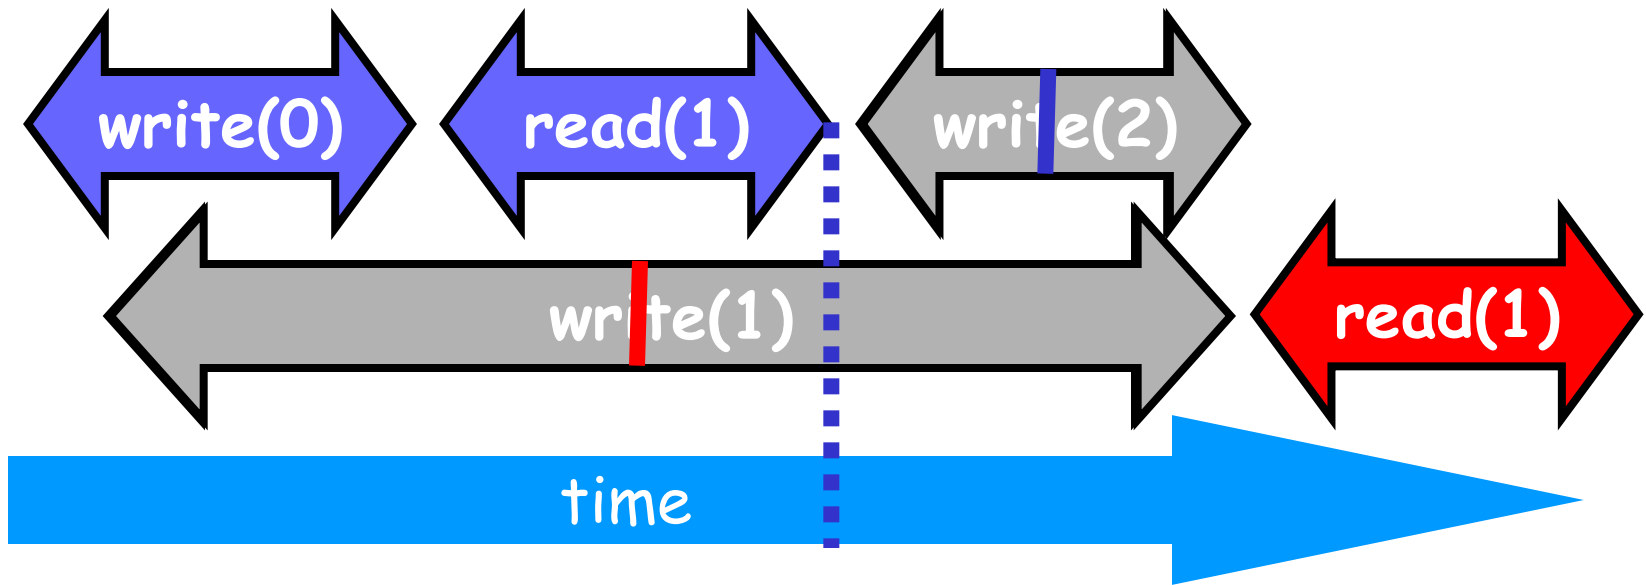 write(0)
read(1)
write(2)
write(1)
read(1)
time